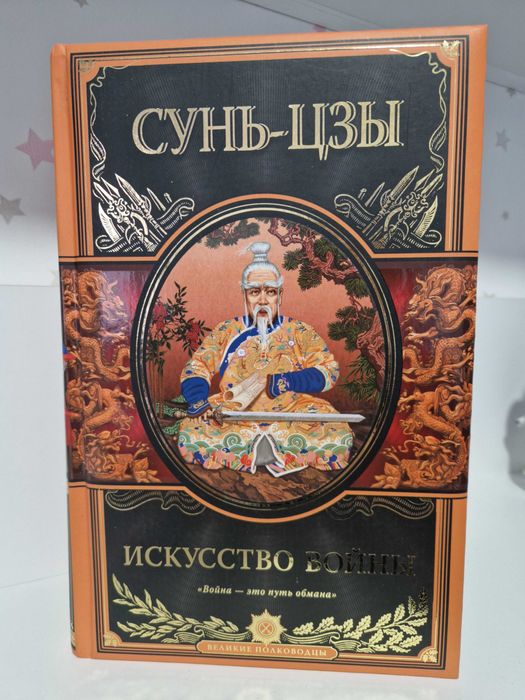 СУНЬ-ЦЗЫ
ИСКУССТВО ВОЙНЫ
«Война — это путь обмана»
ВЕЛИКИЕ ПОЛКОВОДЦЫ